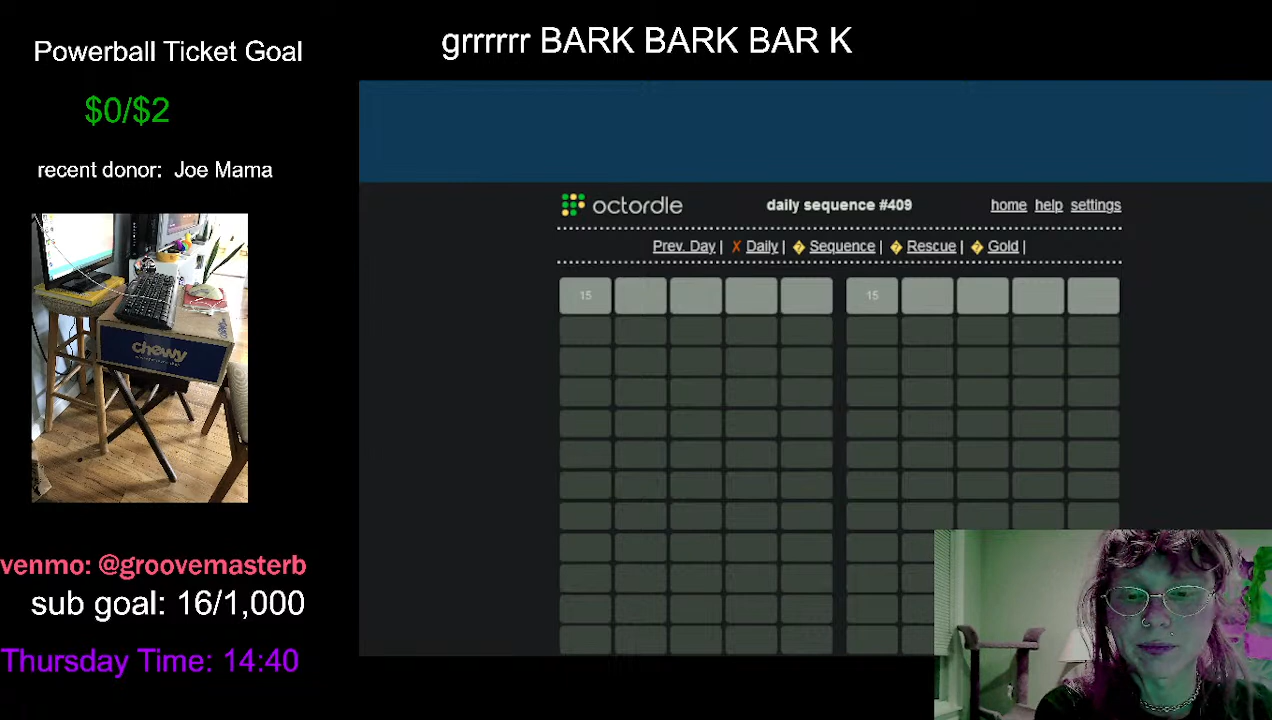 Powerball Ticket Goal
$0/$2
recent donor: Joe Mama
chewy
venmo: @groovemasterb
sub goal: 16/1,000
Thursday Time: 14:40
grrrrrr BARK BARK BAR K
octordle
daily sequence #409
home help settings
Prev. Day | ✗ Daily | � Sequence | � Rescue | � Gold |
15
15